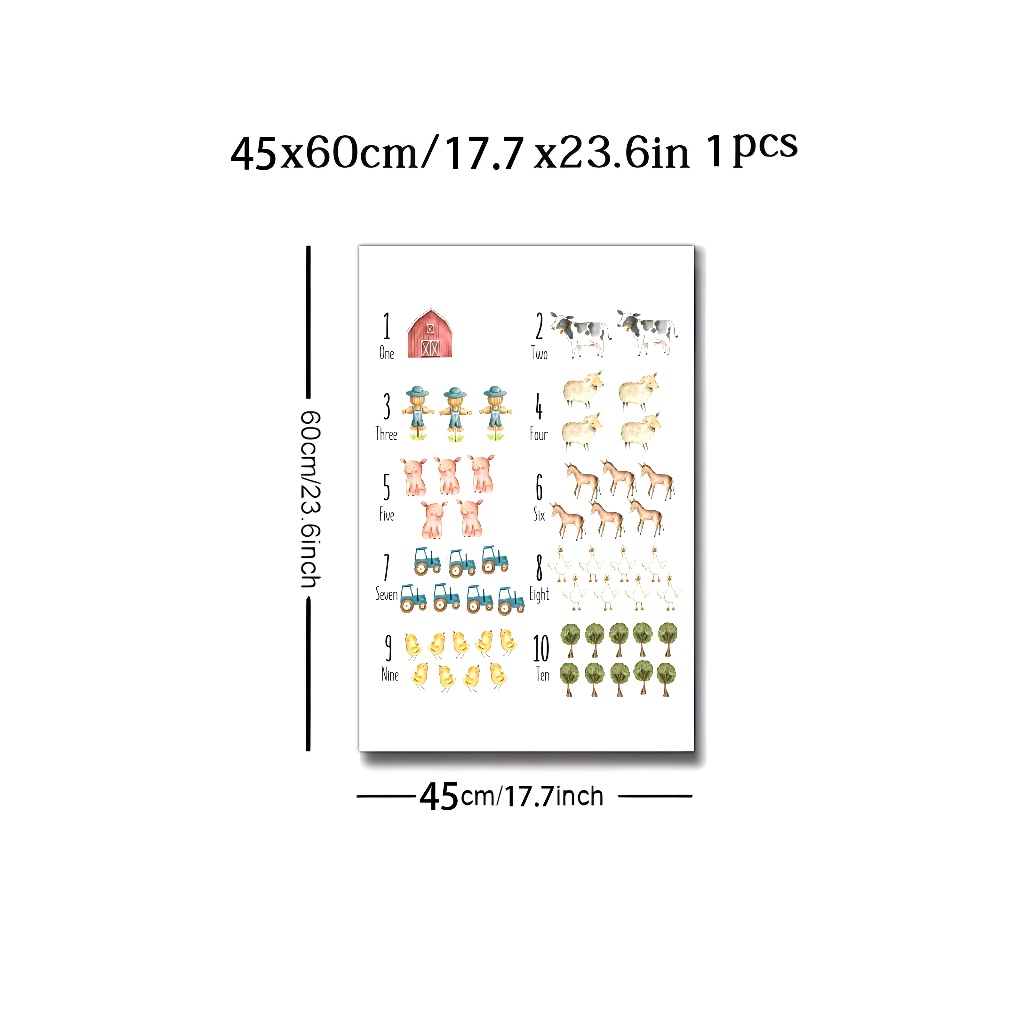 45x60cm/17.7 x23.6in 1pcs
60cm/23.6inch
1
One
2
Two
3
Three
4
Four
5
Five
6
Six
7
Seven
8
Eight
9
Nine
10
Ten
45cm/17.7inch